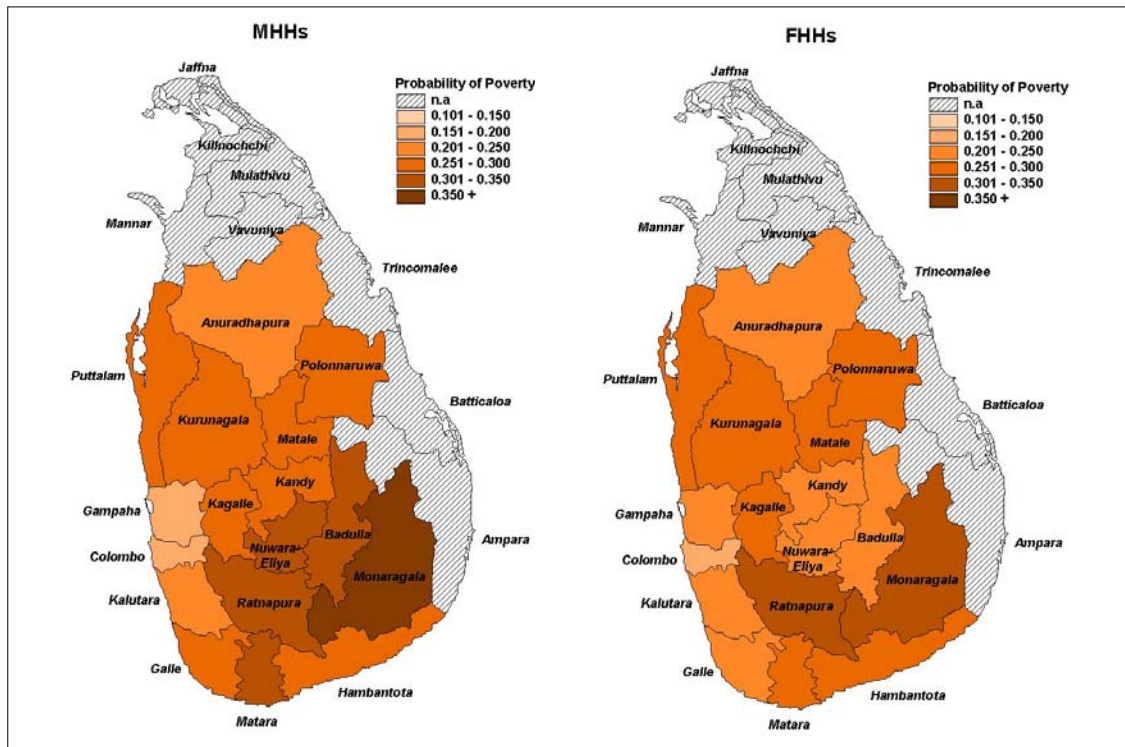 MHHs
Jaffna
Probability of Poverty
n.a
0.101 - 0.150
0.151 - 0.200
0.201 - 0.250
0.251 - 0.300
0.301 - 0.350
0.350 +
Killnochchi
Mulathivu
Mannar
Vavuniya
Trincomalee
Anuradhapura
Polonnaruwa
Puttalam
Batticaloa
Kurunagala
Matale
Kandy
Kagalle
Gampaha
Badulla
Ampara
Colombo
Nuwara-
Eliya
Monaragala
Kalutara
Ratnapura
Galle
Hambantota
Matara
FHHs
Jaffna
Probability of Poverty
n.a
0.101 - 0.150
0.151 - 0.200
0.201 - 0.250
0.251 - 0.300
0.301 - 0.350
0.350 +
Killnochchi
Mulathivu
Mannar
Vavuniya
Trincomalee
Anuradhapura
Polonnaruwa
Puttalam
Batticaloa
Kurunagala
Matale
Kandy
Kagalle
Gampaha
Badulla
Ampara
Colombo
Nuwara-
Eliya
Monaragala
Kalutara
Ratnapura
Galle
Hambantota
Matara